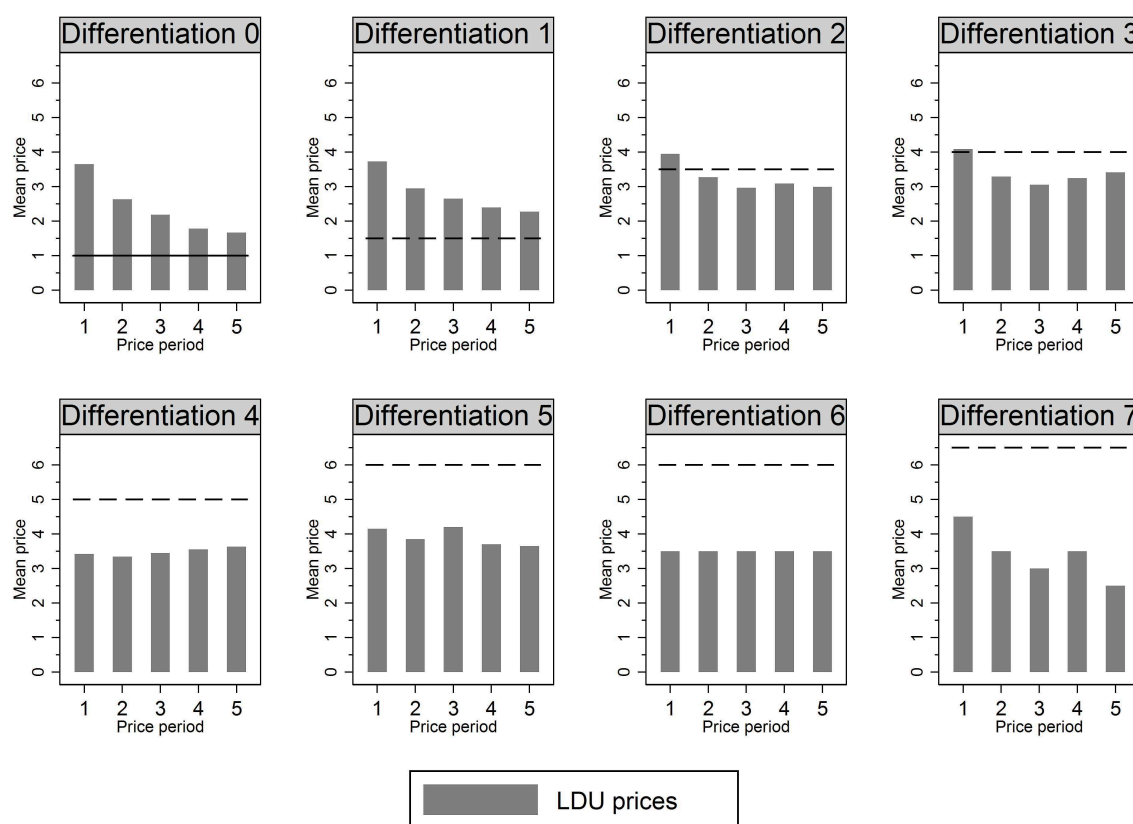 Differentiation 0
Mean price
0 1 2 3 4 5 6
1 2 3 4 5
Price period
Differentiation 1
Mean price
0 1 2 3 4 5 6
1 2 3 4 5
Price period
Differentiation 2
Mean price
0 1 2 3 4 5 6
1 2 3 4 5
Price period
Differentiation 3
Mean price
0 1 2 3 4 5 6
1 2 3 4 5
Price period
Differentiation 4
Mean price
0 1 2 3 4 5 6
1 2 3 4 5
Price period
Differentiation 5
Mean price
0 1 2 3 4 5 6
1 2 3 4 5
Price period
Differentiation 6
Mean price
0 1 2 3 4 5 6
1 2 3 4 5
Price period
Differentiation 7
Mean price
0 1 2 3 4 5 6
1 2 3 4 5
Price period
LDU prices